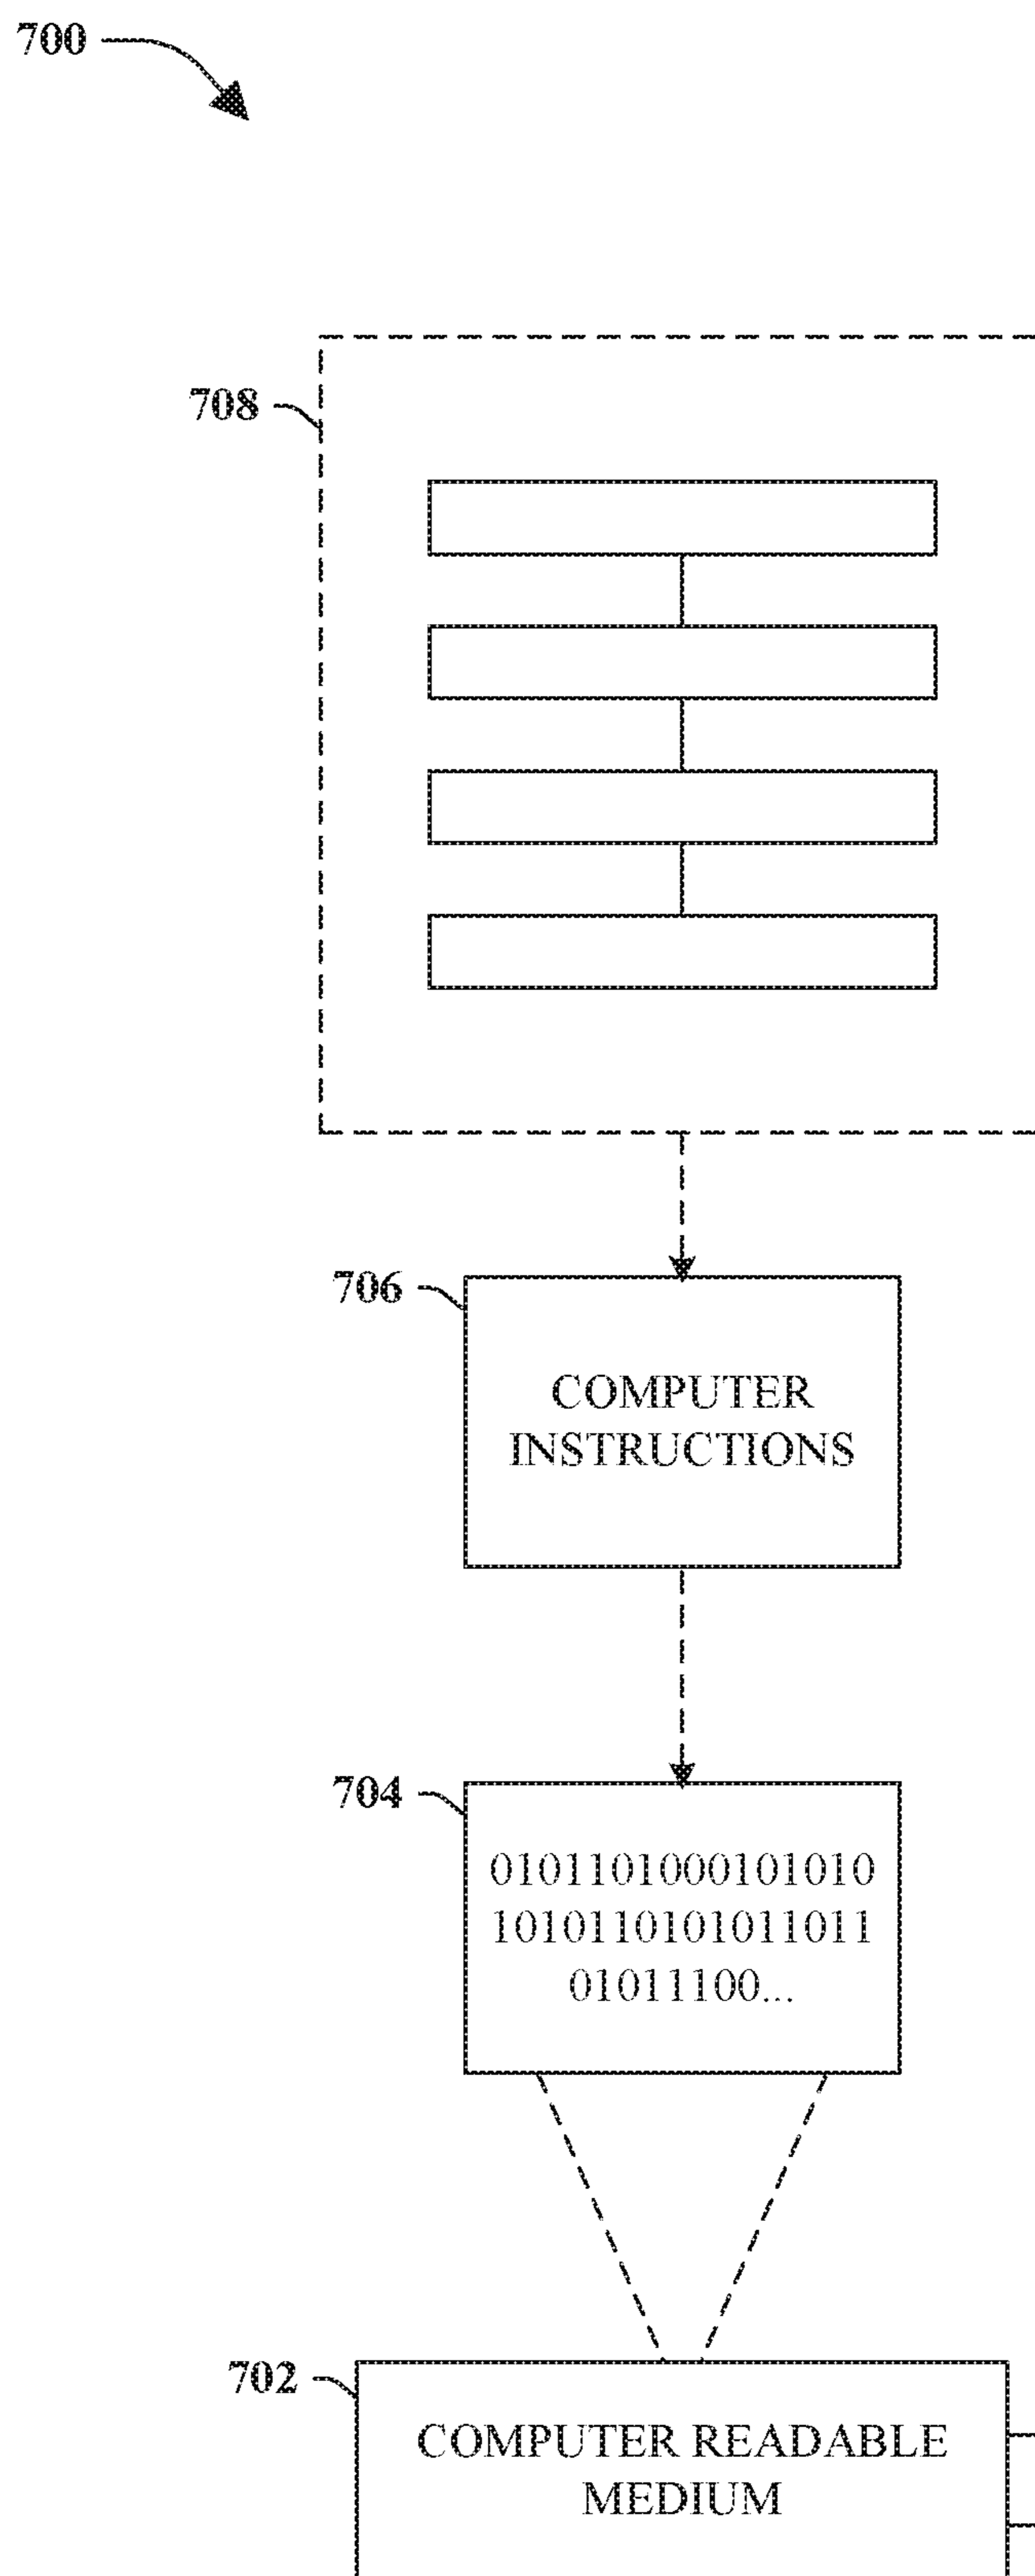 700
708
706
COMPUTER
INSTRUCTIONS
704
0101101000101010
1010110101011011
01011100...
702
COMPUTER READABLE
MEDIUM